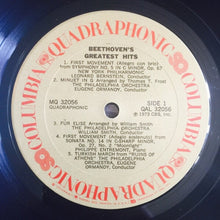 COLUMBIA QUADRAPHONIC COLUMBIA QUADRAPHONIC
BEETHOVEN'S
GREATEST HITS
1. FIRST MOVEMENT (Allegro con brio)
from SYMPHONY NO. 5 IN C MINOR, Op. 67
NEW YORK PHILHARMONIC
LEONARD BERNSTEIN, Conductor
2. MINUET IN G Arranged by Thomas T. Frost
THE PHILADELPHIA ORCHESTRA
EUGENE ORMANDY, Conductor
MQ 32056
QUADRAPHONIC
SIDE 1
QAL 32056
℗ 1973 CBS, Inc.
3. FÜR ELISE Arranged by William Smith
THE PHILADELPHIA ORCHESTRA
WILLIAM SMITH, Conductor
4. FIRST MOVEMENT (Adagio sostenuto) from
SONATA NO. 14 IN C-SHARP MINOR,
Op. 27, No. 2 "Moonlight"
PHILIPPE ENTREMONT, Piano
5. TURKISH MARCH from "RUINS OF
ATHENS" THE PHILADELPHIA
ORCHESTRA, EUGENE
ORMANDY, Conductor